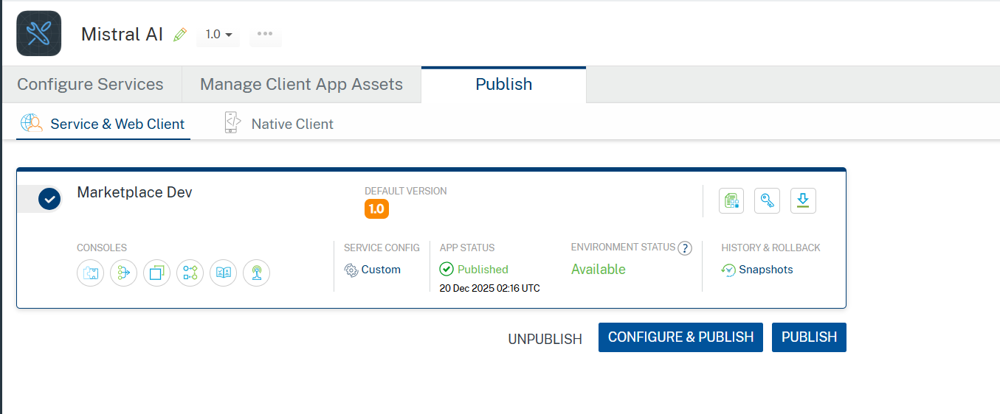 Mistral AI 1.0
Configure Services Manage Client App Assets Publish
Service & Web Client Native Client
Marketplace Dev
DEFAULT VERSION
1.0
CONSOLES
SERVICE CONFIG
Custom
APP STATUS
Published
20 Dec 2025 02:16 UTC
ENVIRONMENT STATUS ?
Available
HISTORY & ROLLBACK
Snapshots
UNPUBLISH CONFIGURE & PUBLISH PUBLISH